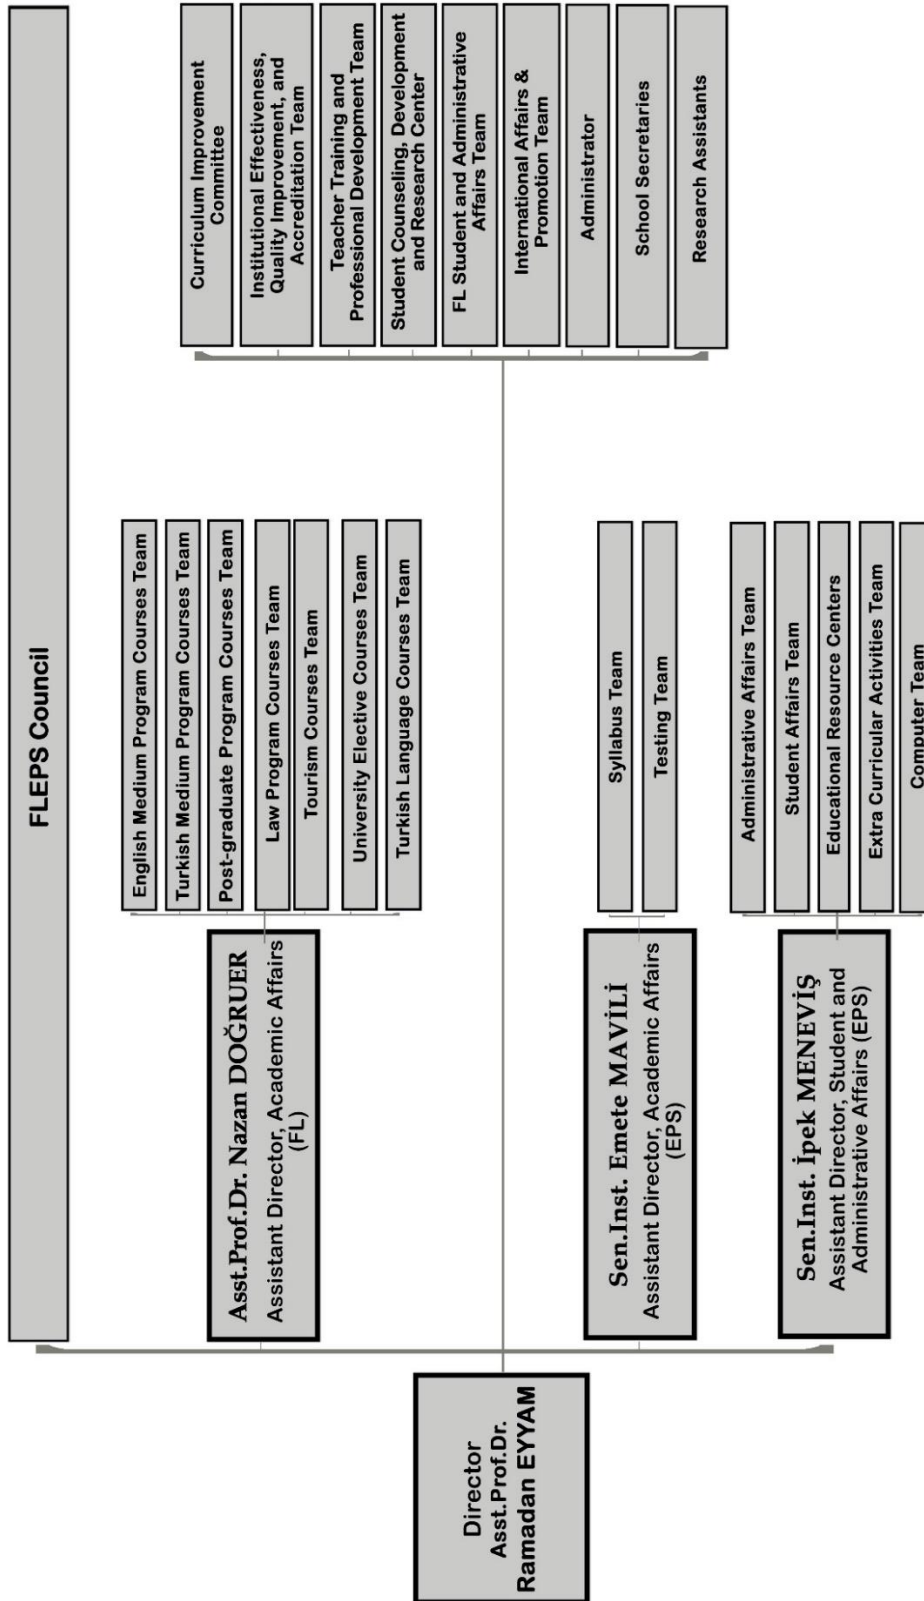 FLEPS Council
Director
Asst.Prof.Dr.
Ramadan EYYAM
Asst.Prof.Dr. Nazan DOĞRUER
Assistant Director, Academic Affairs
(FL)
English Medium Program Courses Team
Turkish Medium Program Courses Team
Post-graduate Program Courses Team
Law Program Courses Team
Tourism Courses Team
University Elective Courses Team
Turkish Language Courses Team
Sen.Inst. Emete MAVİLİ
Assistant Director, Academic Affairs
(EPS)
Syllabus Team
Testing Team
Sen.Inst. İpek MENEVİŞ
Assistant Director, Student and
Administrative Affairs (EPS)
Administrative Affairs Team
Student Affairs Team
Educational Resource Centers
Extra Curricular Activities Team
Computer Team
Curriculum Improvement
Committee
Institutional Effectiveness,
Quality Improvement, and
Accreditation Team
Teacher Training and
Professional Development Team
Student Counseling, Development
and Research Center
FL Student and Administrative
Affairs Team
International Affairs &
Promotion Team
Administrator
School Secretaries
Research Assistants